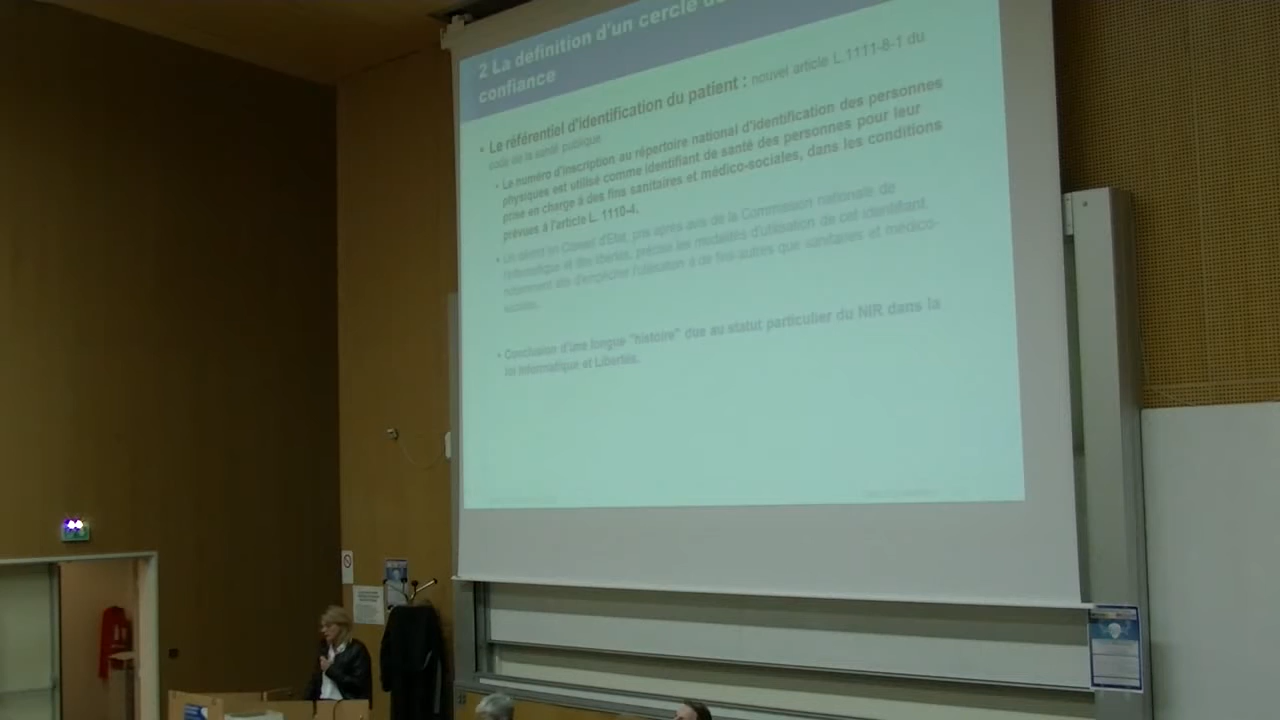 2 La définition d'un cercle de
confiance
• Le référentiel d'identification du patient : nouvel article L.1111-8-1 du
code de la santé publique
• Le numéro d'inscription au répertoire national d'identification des personnes
physiques est utilisé comme identifiant de santé des personnes pour leur
prise en charge à des fins sanitaires et médico-sociales, dans les conditions
prévues à l'article L. 1110-4.
• Un décret en Conseil d'Etat, pris après avis de la Commission nationale de
l'informatique et des libertés, précise les modalités d'utilisation de cet identifiant,
notamment afin d'empêcher l'utilisation à de fins autres que sanitaires et médico-
sociales.
• Conclusion d'une longue "histoire" due au statut particulier du NIR dans la
loi Informatique et Libertés.